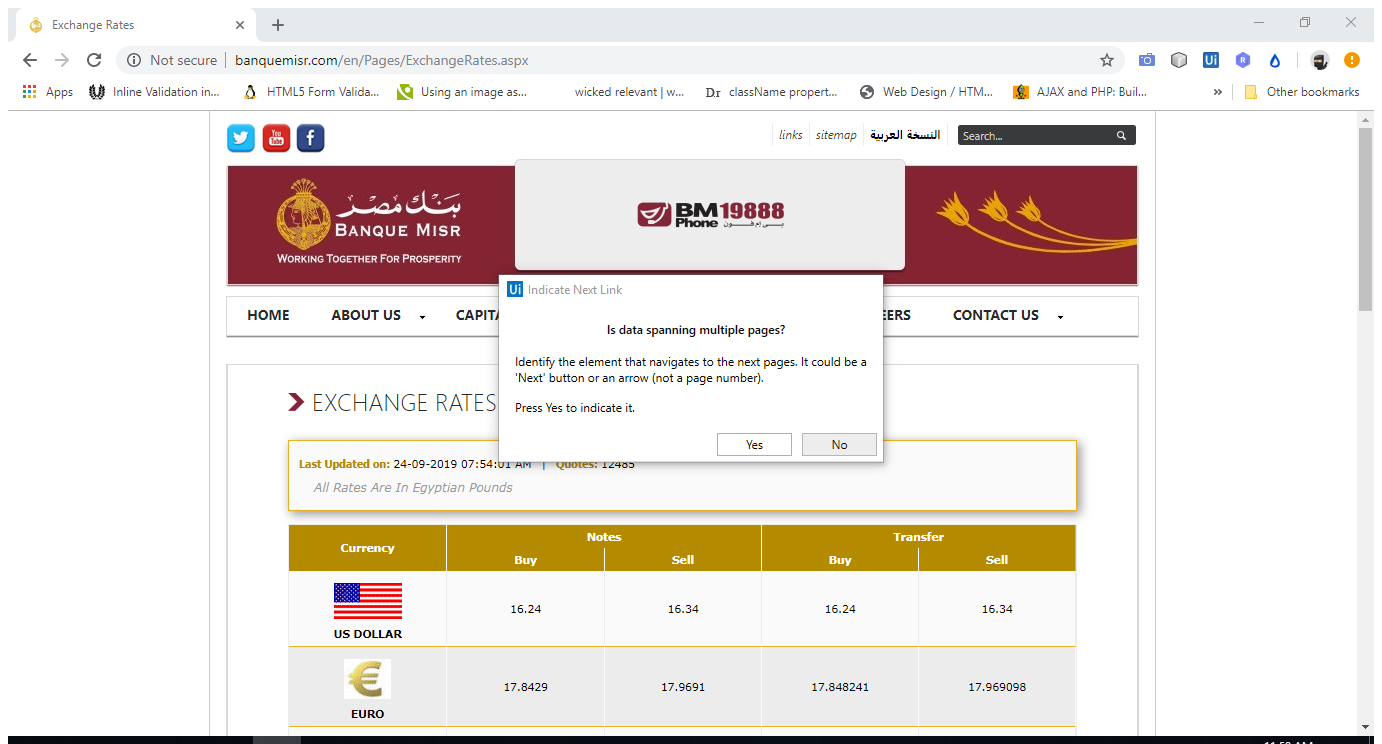 Exchange Rates
Not secure | banquemisr.com/en/Pages/ExchangeRates.aspx
Ui
R
Apps Inline Validation in... HTML5 Form Valida... Using an image as... wicked relevant | w... Dr className propert... Web Design / HTM... AJAX and PHP: Buil... » Other bookmarks
You
Tube
links sitemap النسخة العربية Search...
بنك مصر
BANQUE MISR
WORKING TOGETHER FOR PROSPERITY
BM 19888
Phone بي إم فون
Ui Indicate Next Link
Is data spanning multiple pages?
Identify the element that navigates to the next pages. It could be a
'Next' button or an arrow (not a page number).
Press Yes to indicate it.
Yes No
HOME ABOUT US CAPITA EERS CONTACT US
EXCHANGE RATES
Last Updated on: 24-09-2019 07:54:01 AM | Quotes: 12485
All Rates Are In Egyptian Pounds
Currency Notes Transfer
Buy Sell Buy Sell
16.24 16.34 16.24 16.34
US DOLLAR
€
17.8429 17.9691 17.848241 17.969098
EURO